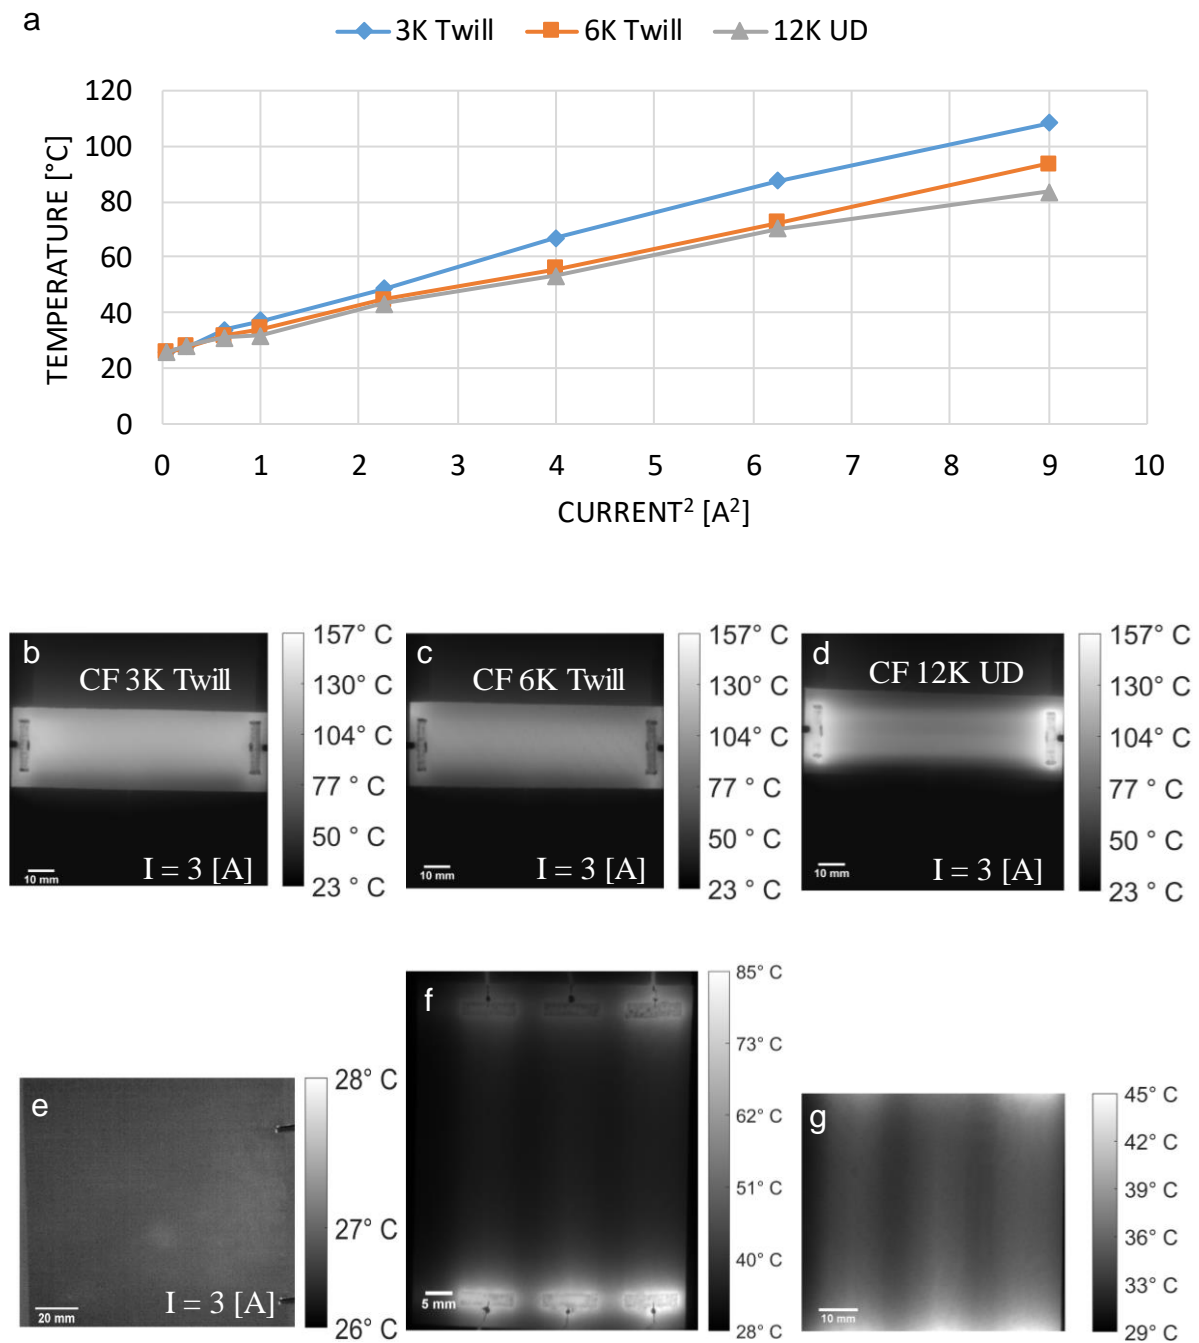 a
3K Twill 6K Twill 12K UD
120
100
80
60
40
20
0
TEMPERATURE [°C]
0 1 2 3 4 5 6 7 8 9 10
CURRENT² [A²]
b
CF 3K Twill
I = 3 [A]
10 mm
157° C
130° C
104° C
77 ° C
50 ° C
23 ° C
c
CF 6K Twill
I = 3 [A]
10 mm
157° C
130° C
104° C
77 ° C
50 ° C
23 ° C
d
CF 12K UD
I = 3 [A]
10 mm
157° C
130° C
104° C
77 ° C
50 ° C
23 ° C
e
I = 3 [A]
20 mm
28° C
27° C
26° C
f
5 mm
85° C
73° C
62° C
51° C
40° C
28° C
g
10 mm
45° C
42° C
39° C
36° C
33° C
29° C